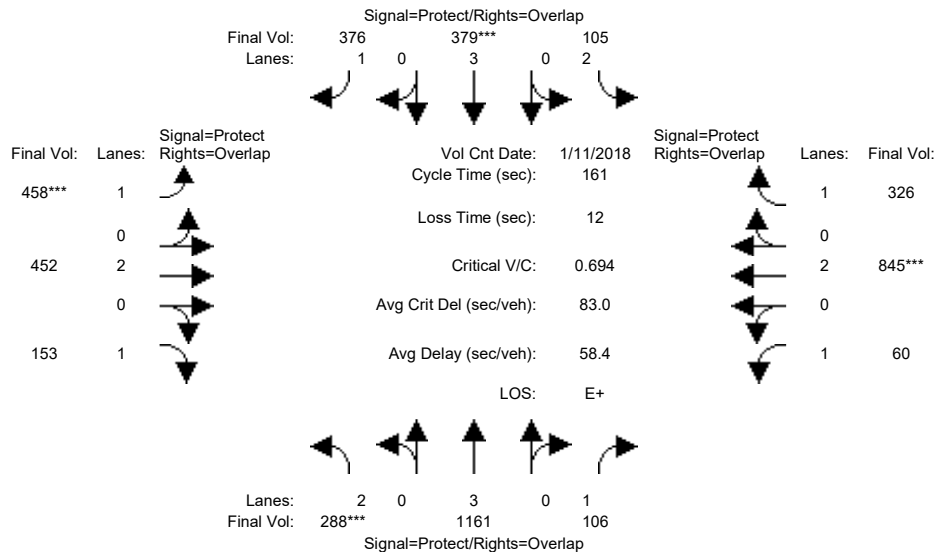 Signal=Protect/Rights=Overlap
Final Vol: 376 379*** 105
Lanes: 1 0 3 0 2
Signal=Protect
Final Vol: Lanes: Rights=Overlap
Vol Cnt Date: 1/11/2018
Signal=Protect
Rights=Overlap Lanes: Final Vol:
Cycle Time (sec): 161
458*** 1
1 326
Loss Time (sec): 12
0
0
452 2
Critical V/C: 0.694
2 845***
0
Avg Crit Del (sec/veh): 83.0
0
153 1
Avg Delay (sec/veh): 58.4
1 60
LOS: E+
Lanes: 2 0 3 0 1
Final Vol: 288*** 1161 106
Signal=Protect/Rights=Overlap